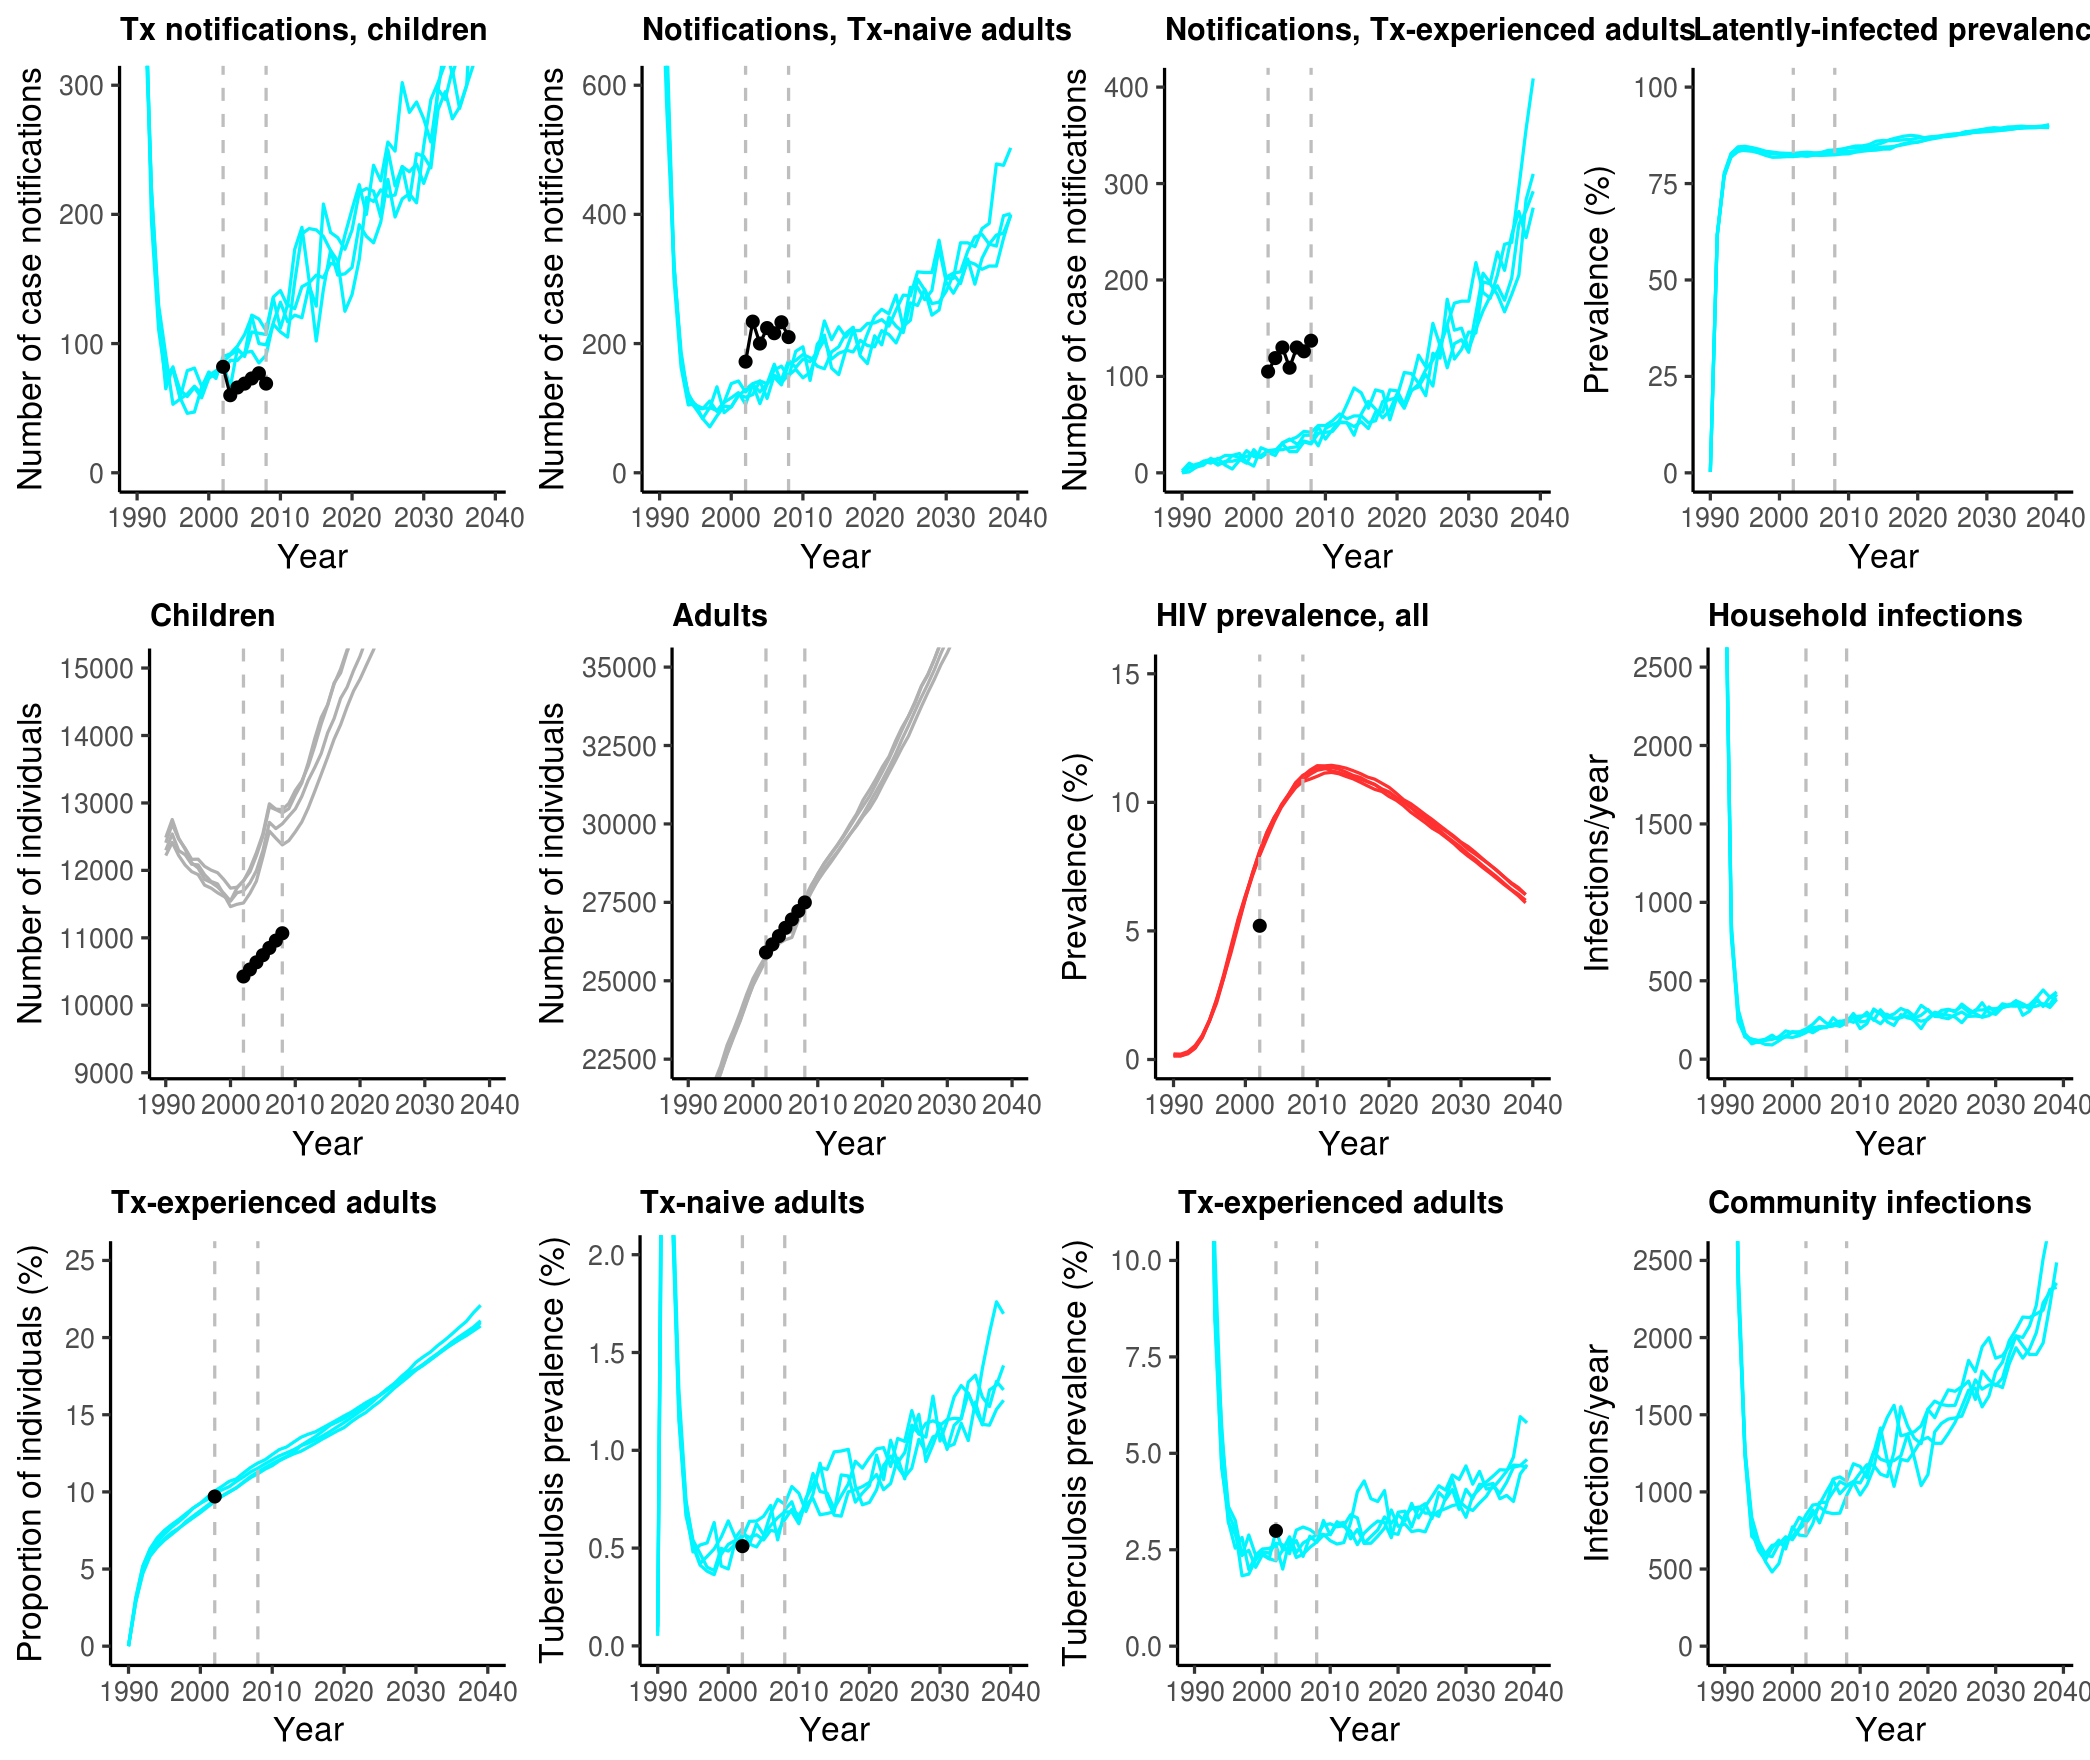 Tx notifications, children
Number of case notifications
300
200
100
0
1990 2000 2010 2020 2030 2040
Year
Notifications, Tx-naive adults
Number of case notifications
600
400
200
0
1990 2000 2010 2020 2030 2040
Year
Notifications, Tx-experienced adults
Number of case notifications
400
300
200
100
0
1990 2000 2010 2020 2030 2040
Year
Latently-infected prevalenc
Prevalence (%)
100
75
50
25
0
1990 2000 2010 2020 2030 2040
Year
Children
Number of individuals
15000
14000
13000
12000
11000
10000
9000
1990 2000 2010 2020 2030 2040
Year
Adults
Number of individuals
35000
32500
30000
27500
25000
22500
1990 2000 2010 2020 2030 2040
Year
HIV prevalence, all
Prevalence (%)
15
10
5
0
1990 2000 2010 2020 2030 2040
Year
Household infections
Infections/year
2500
2000
1500
1000
500
0
1990 2000 2010 2020 2030 2040
Year
Tx-experienced adults
Proportion of individuals (%)
25
20
15
10
5
0
1990 2000 2010 2020 2030 2040
Year
Tx-naive adults
Tuberculosis prevalence (%)
2.0
1.5
1.0
0.5
0.0
1990 2000 2010 2020 2030 2040
Year
Tx-experienced adults
Tuberculosis prevalence (%)
10.0
7.5
5.0
2.5
0.0
1990 2000 2010 2020 2030 2040
Year
Community infections
Infections/year
2500
2000
1500
1000
500
0
1990 2000 2010 2020 2030 2040
Year